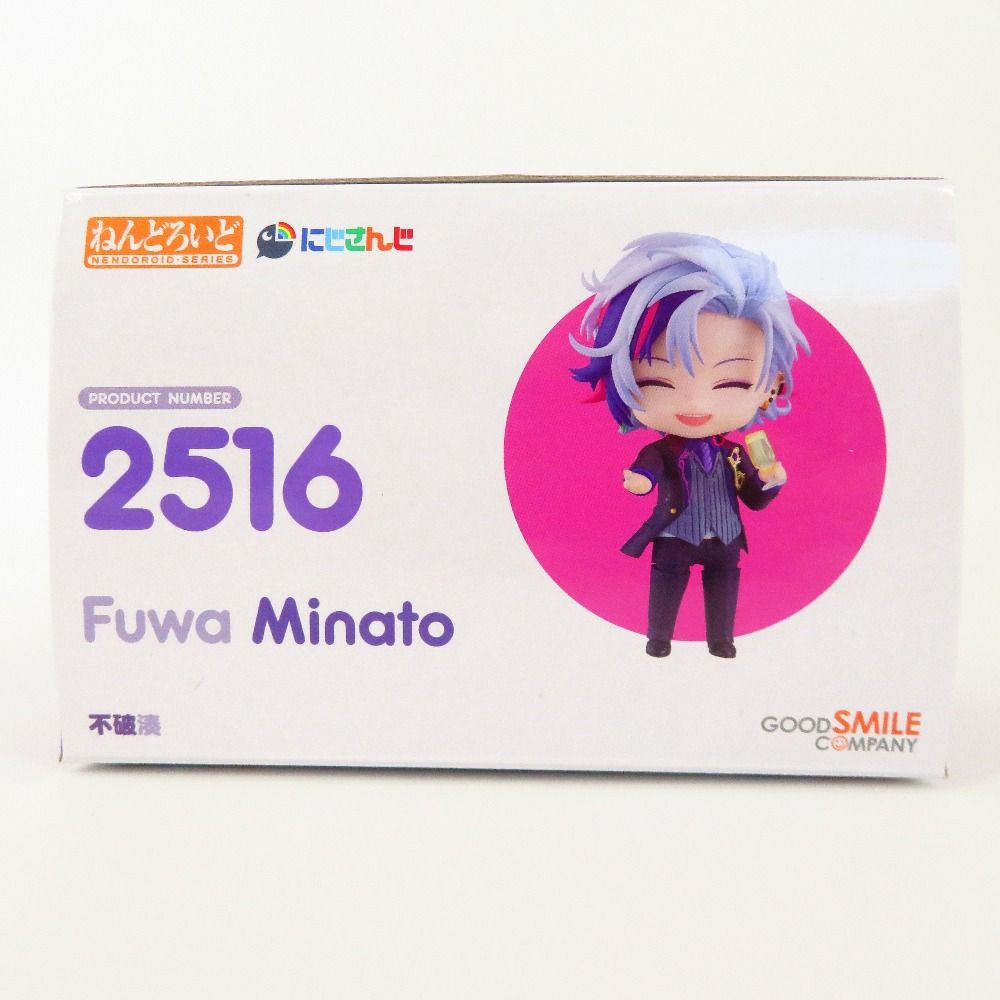 ねんどろいど
NENDOROID·SERIES
にじさんじ
PRODUCT NUMBER
2516
Fuwa Minato
不破湊
GOOD SMILE
COMPANY